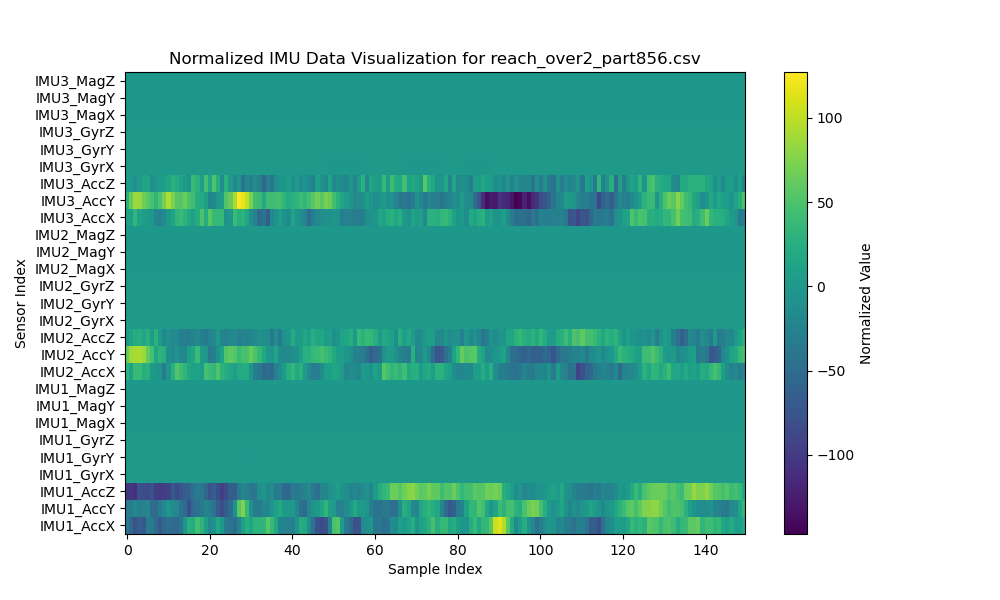 Normalized IMU Data Visualization for reach_over2_part856.csv
IMU3_MagZ
IMU3_MagY
IMU3_MagX
IMU3_GyrZ
IMU3_GyrY
IMU3_GyrX
IMU3_AccZ
IMU3_AccY
IMU3_AccX
IMU2_MagZ
IMU2_MagY
IMU2_MagX
IMU2_GyrZ
IMU2_GyrY
IMU2_GyrX
IMU2_AccZ
IMU2_AccY
IMU2_AccX
IMU1_MagZ
IMU1_MagY
IMU1_MagX
IMU1_GyrZ
IMU1_GyrY
IMU1_GyrX
IMU1_AccZ
IMU1_AccY
IMU1_AccX
Sensor Index
0 20 40 60 80 100 120 140
Sample Index
100
50
0
−50
−100
Normalized Value